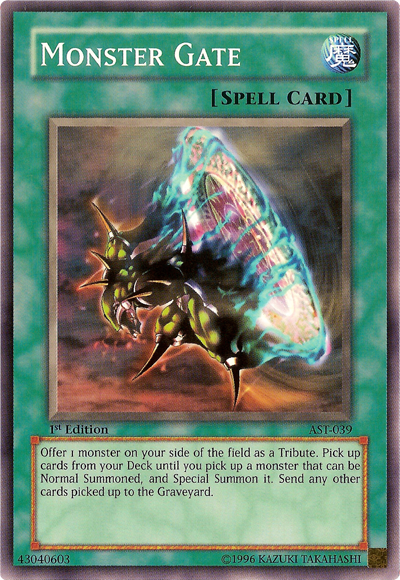 MONSTER GATE
SPELL
魔
[SPELL CARD]
1st Edition
AST-039
Offer 1 monster on your side of the field as a Tribute. Pick up
cards from your Deck until you pick up a monster that can be
Normal Summoned, and Special Summon it. Send any other
cards picked up to the Graveyard.
43040603
©1996 KAZUKI TAKAHASHI